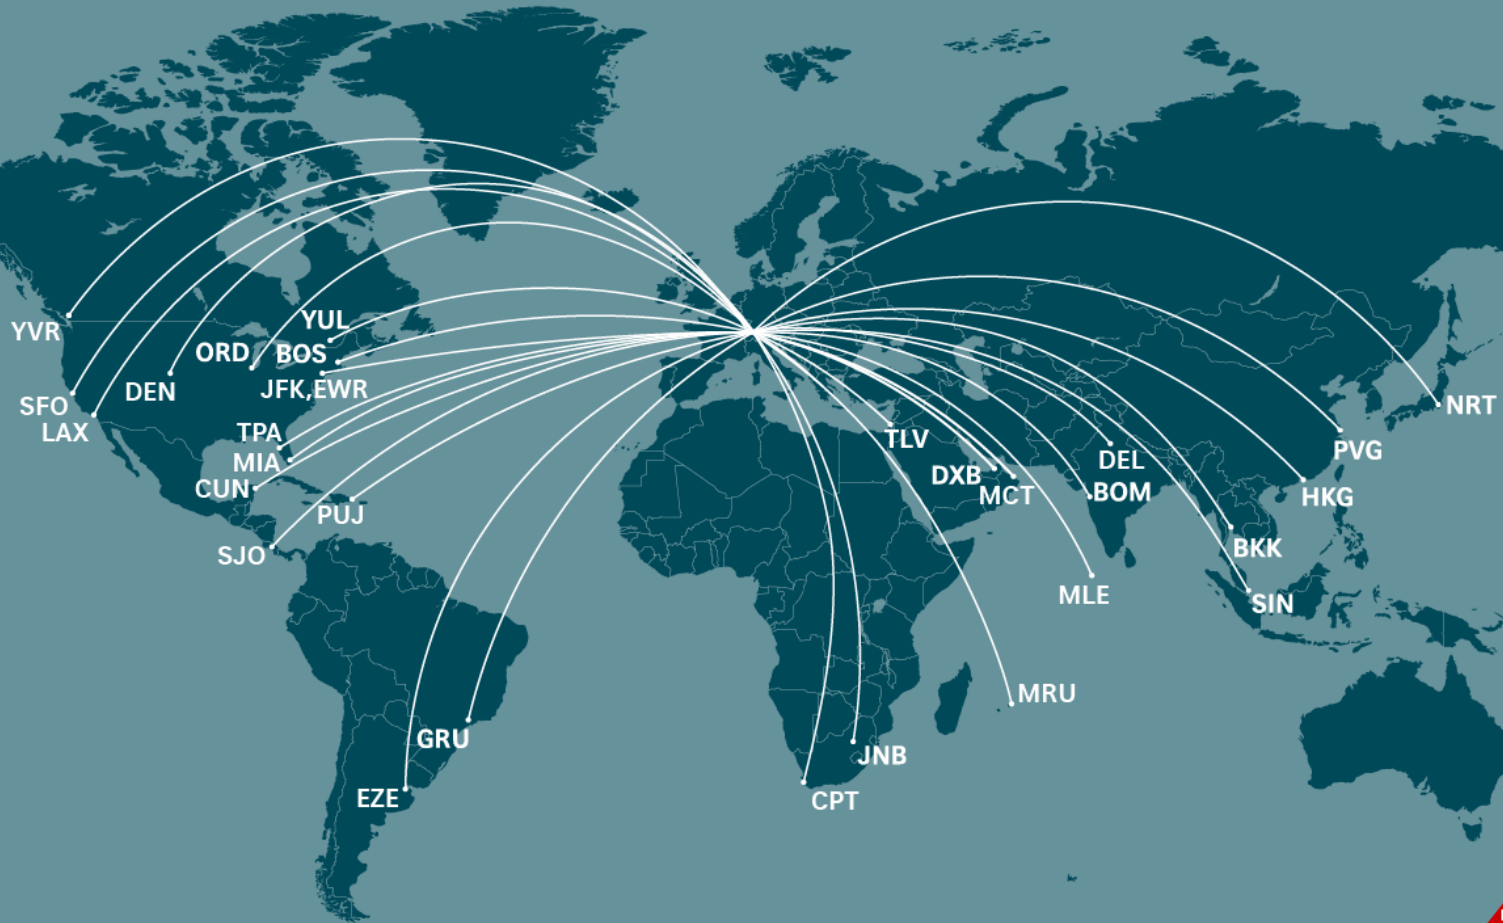 YVR
SFO
LAX
DEN
ORD
YUL
BOS
JFK,EWR
TPA
MIA
CUN
PUJ
SJO
GRU
EZE
TLV
DXB
MCT
DEL
BOM
MLE
MRU
JNB
CPT
NRT
PVG
HKG
BKK
SIN